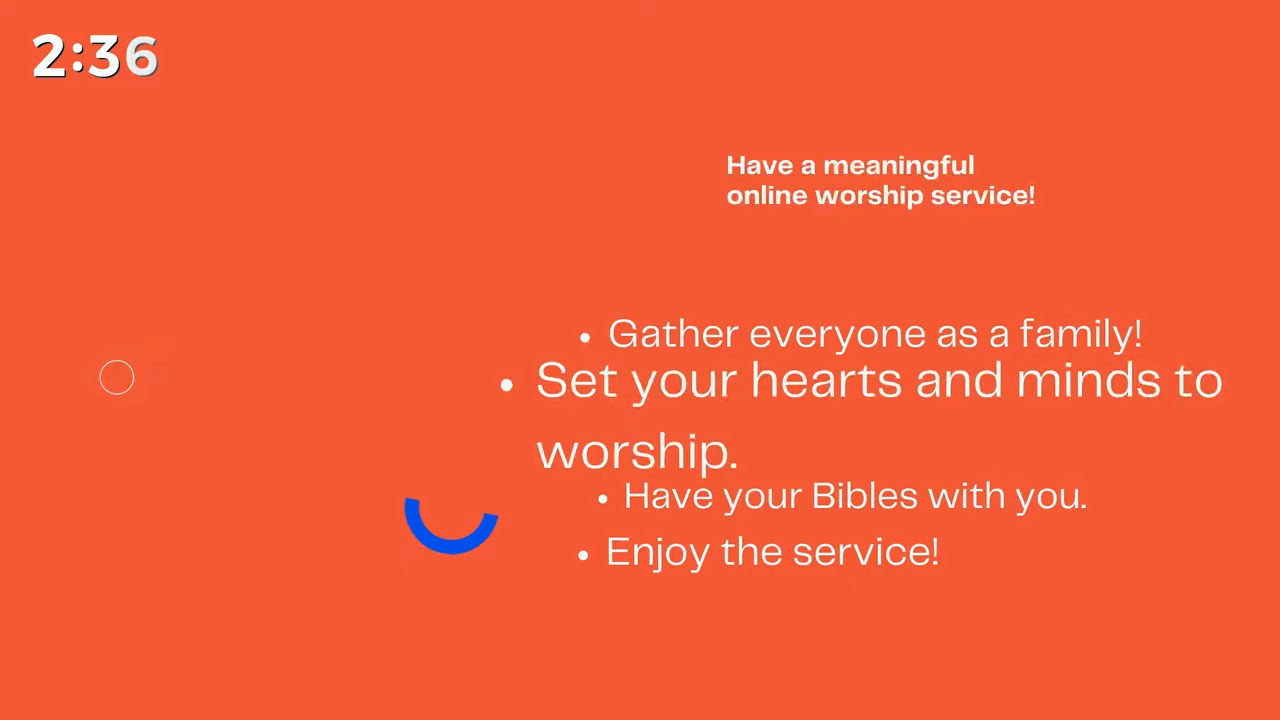 2:36
Have a meaningful
online worship service!
• Gather everyone as a family!
• Set your hearts and minds to
worship.
• Have your Bibles with you.
• Enjoy the service!